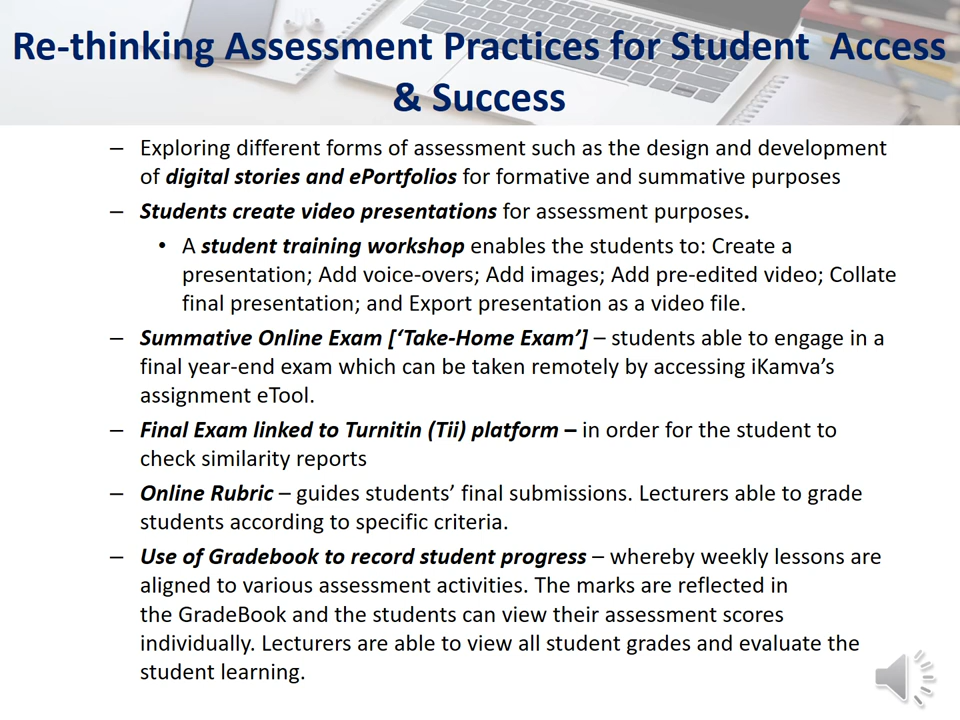 Re-thinking Assessment Practices for Student  Access
& Success
– Exploring different forms of assessment such as the design and development
of digital stories and ePortfolios for formative and summative purposes
– Students create video presentations for assessment purposes.
• A student training workshop enables the students to: Create a
presentation; Add voice-overs; Add images; Add pre-edited video; Collate
final presentation; and Export presentation as a video file.
– Summative Online Exam [‘Take-Home Exam’] – students able to engage in a
final year-end exam which can be taken remotely by accessing iKamva’s
assignment eTool.
– Final Exam linked to Turnitin (Tii) platform – in order for the student to
check similarity reports
– Online Rubric – guides students’ final submissions. Lecturers able to grade
students according to specific criteria.
– Use of Gradebook to record student progress – whereby weekly lessons are
aligned to various assessment activities. The marks are reflected in
the GradeBook and the students can view their assessment scores
individually. Lecturers are able to view all student grades and evaluate the
student learning.